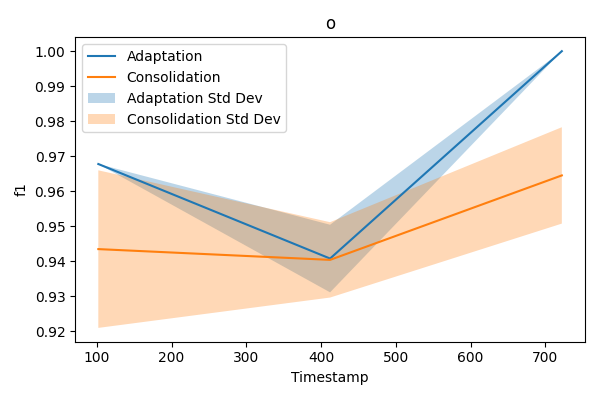 o
Adaptation
Consolidation
Adaptation Std Dev
Consolidation Std Dev
1.00
0.99
0.98
0.97
0.96
0.95
0.94
0.93
0.92
f1
100 200 300 400 500 600 700
Timestamp